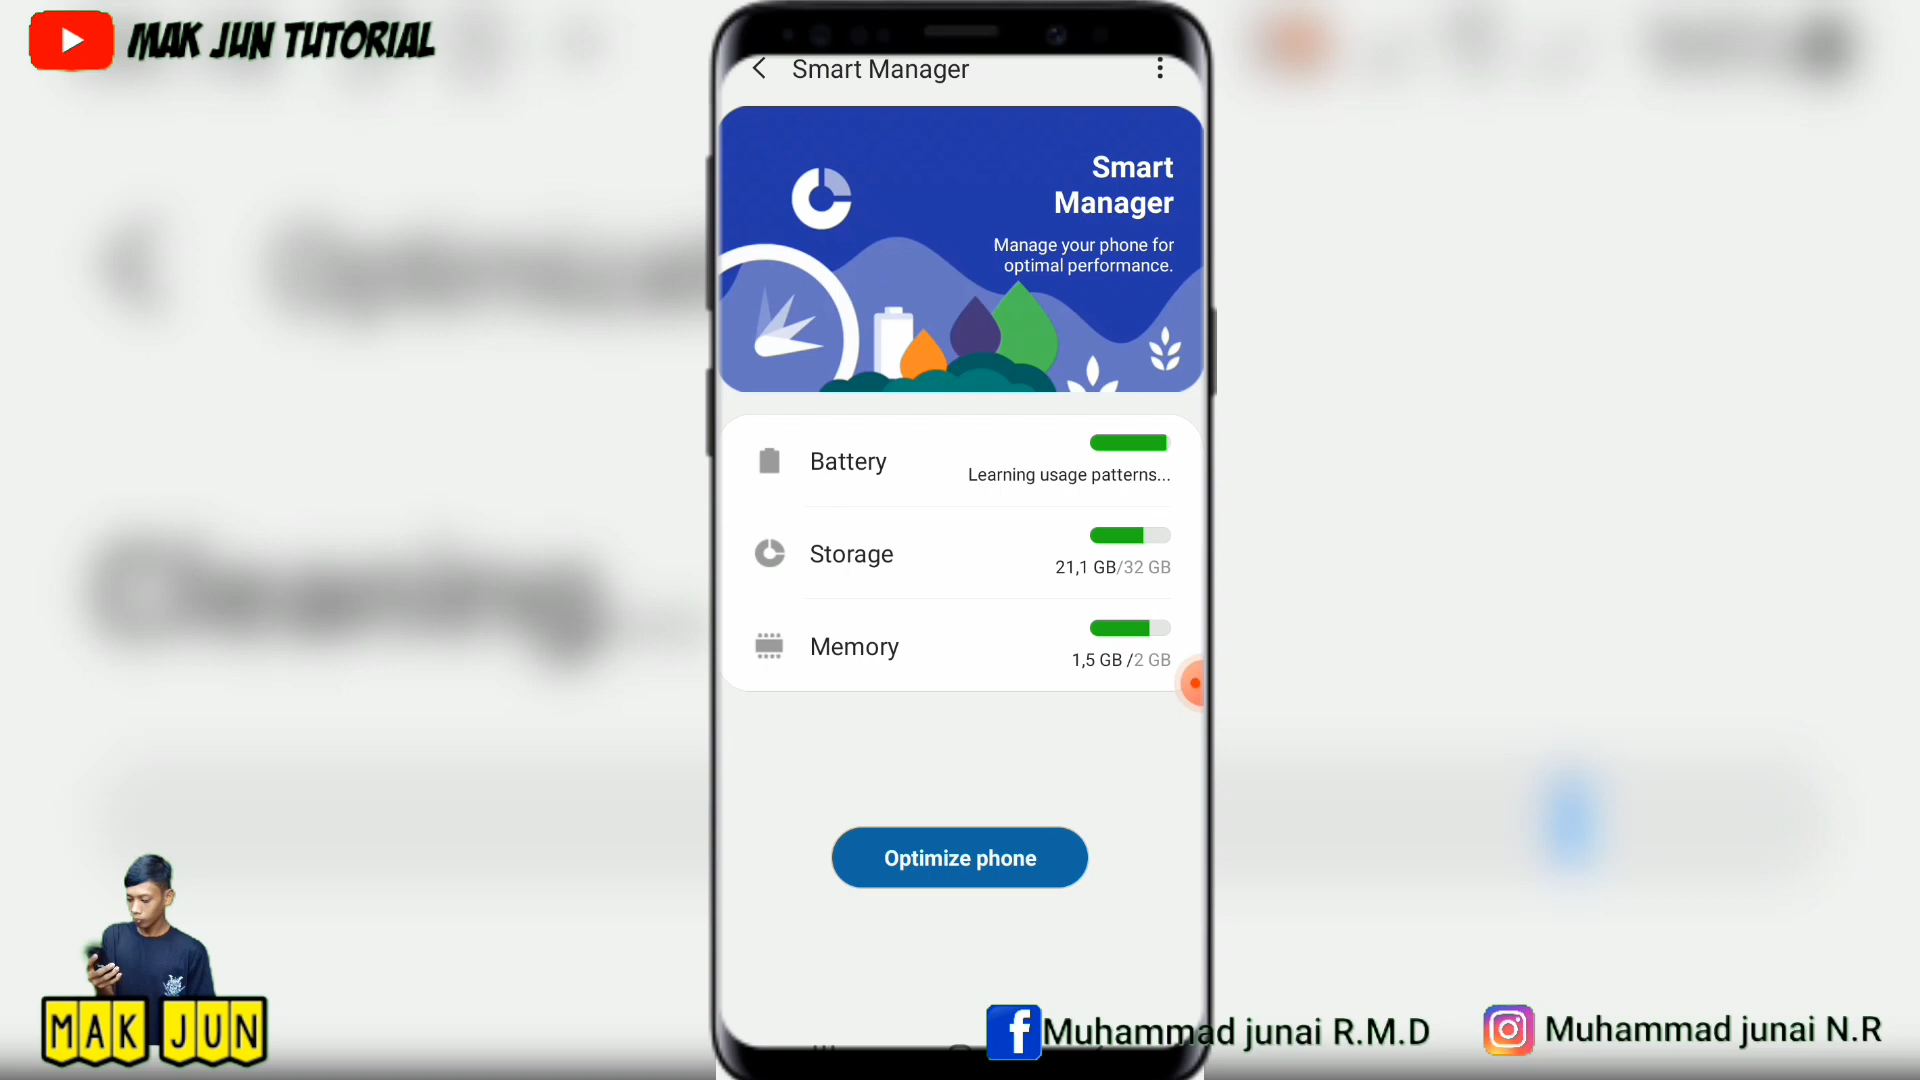 MAK JUN TUTORIAL
Smart Manager
Smart
Manager
Manage your phone for
optimal performance.
Battery
Learning usage patterns...
Storage
21,1 GB/32 GB
Memory
1,5 GB /2 GB
Optimize phone
Cleaning...
MAK JUN
Muhammad junai R.M.D
Muhammad junai N.R